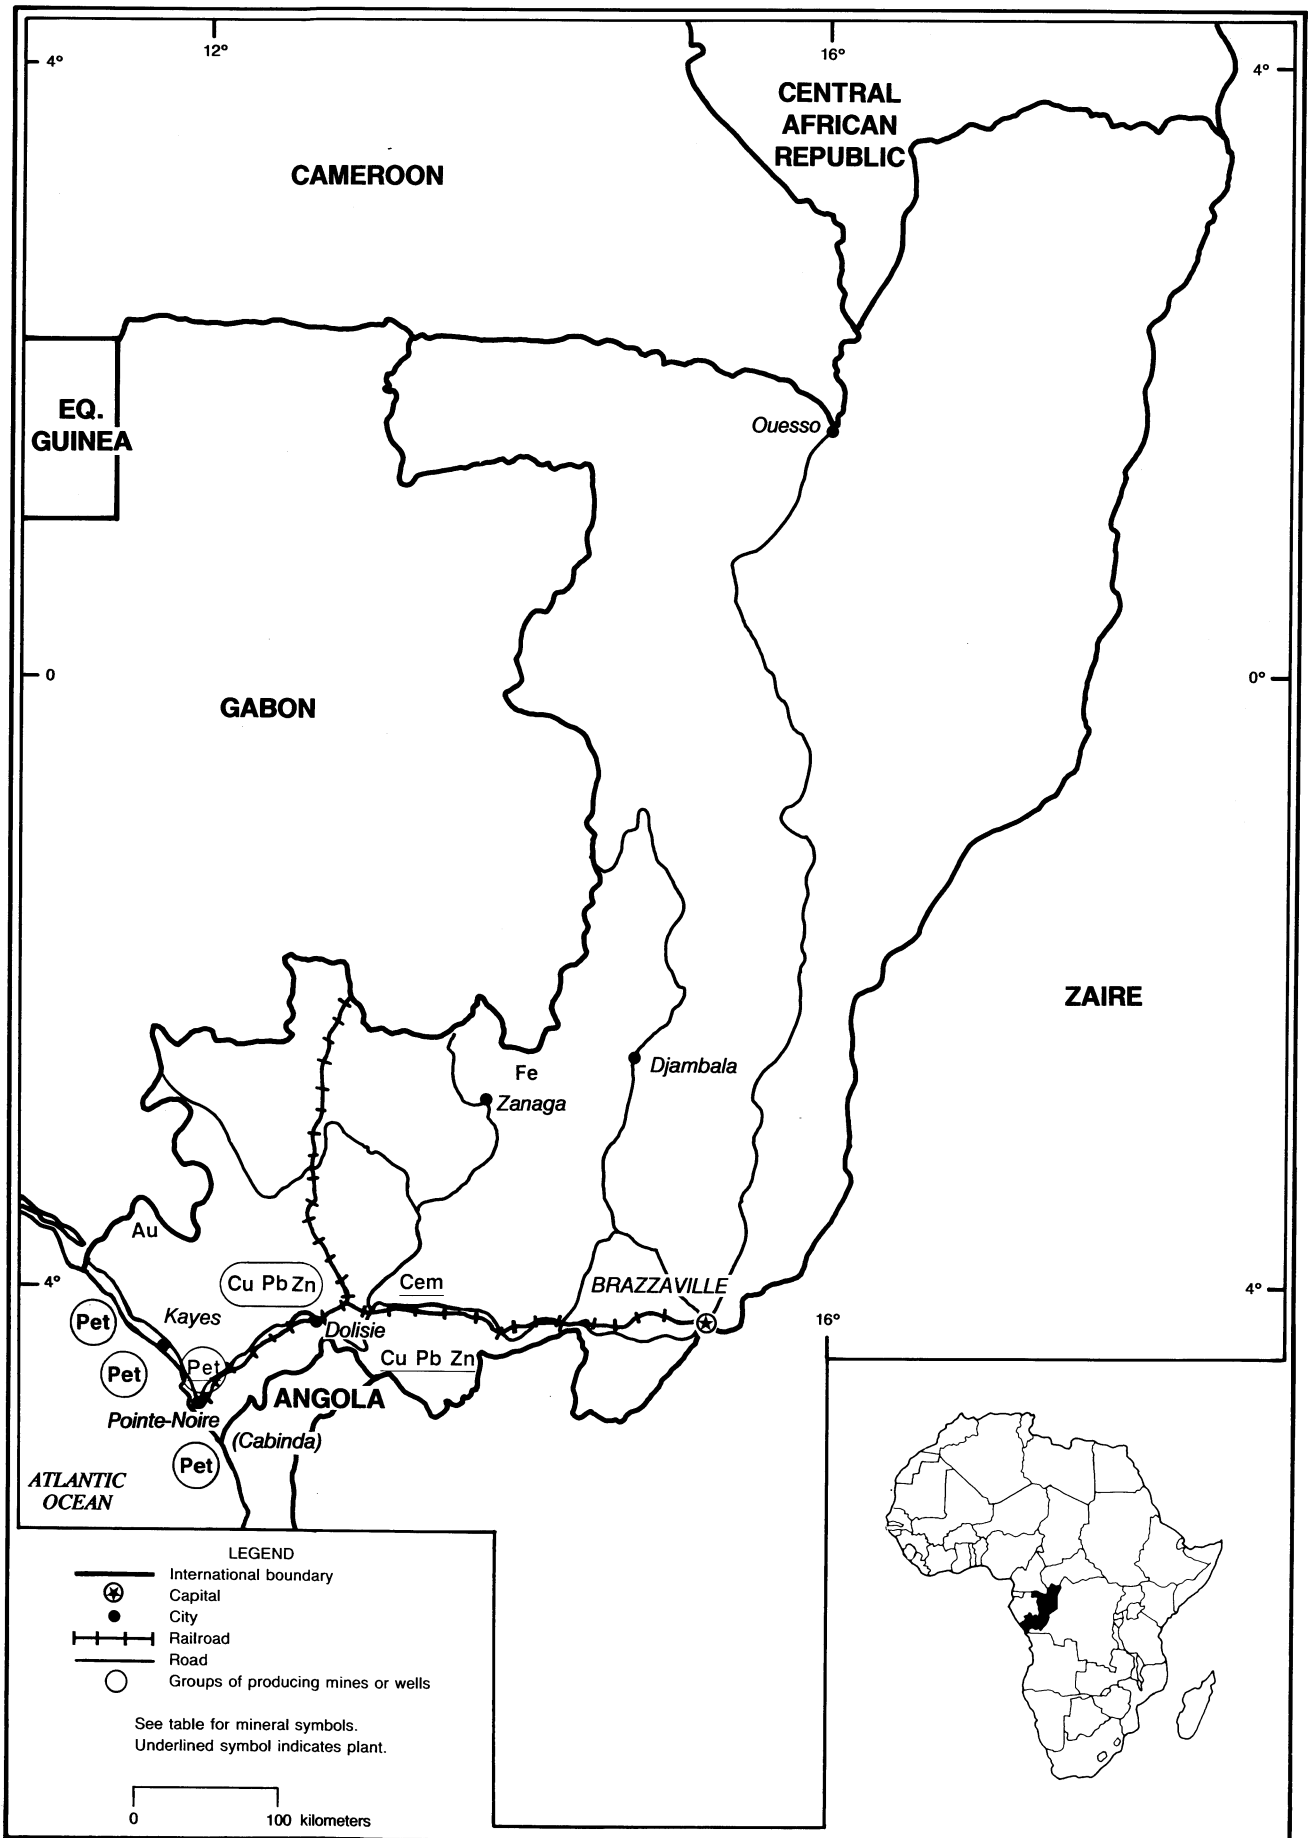 12°
16°
4°
4°
CENTRAL
AFRICAN
REPUBLIC
CAMEROON
EQ.
GUINEA
Ouesso
0
0°
GABON
ZAIRE
Fe
Djambala
Zanaga
Au
4°
4°
Cu Pb Zn
Cem
BRAZZAVILLE
Pet
Kayes
Dolisie
16°
Pet
Pet
Cu Pb Zn
ANGOLA
Pointe-Noire
(Cabinda)
Pet
ATLANTIC
OCEAN
LEGEND
International boundary
Capital
City
Railroad
Road
Groups of producing mines or wells
See table for mineral symbols.
Underlined symbol indicates plant.
0 100 kilometers